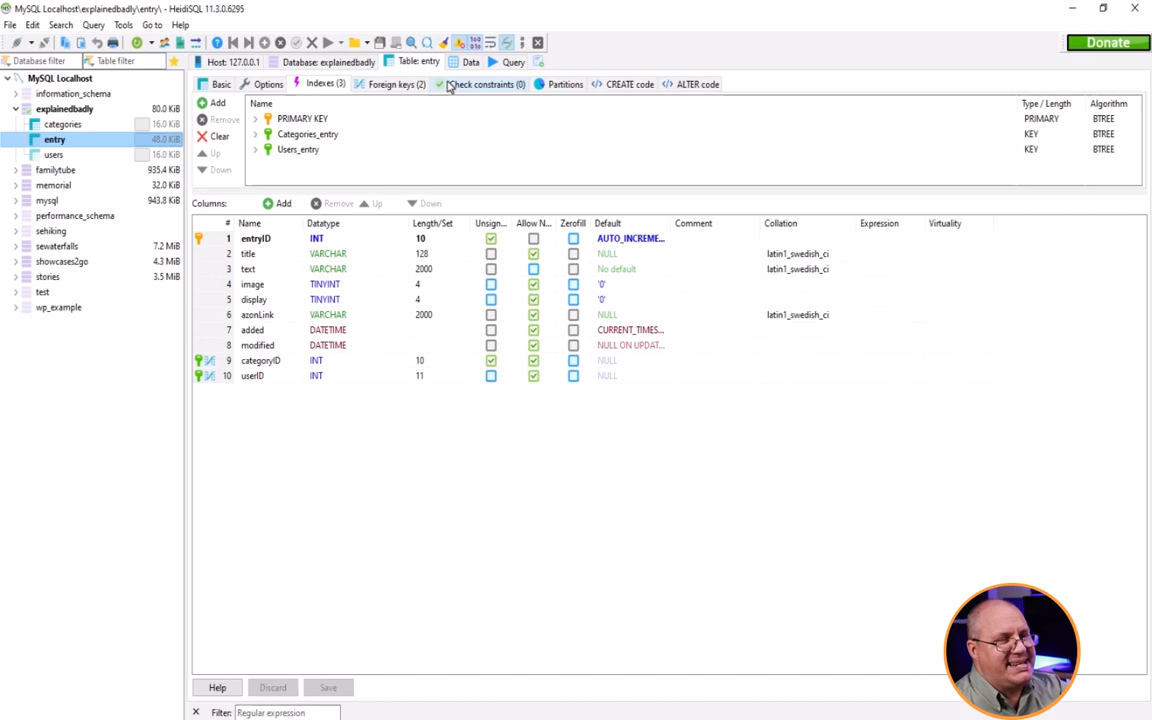 MySQL Localhost\explainedbadly\entry\ - HeidiSQL 11.3.0.6295
File Edit Search Query Tools Go to Help
Donate
Database filter Table filter Host: 127.0.0.1 Database: explainedbadly Table: entry Data Query
MySQL Localhost
information_schema
explainedbadly 80.0 KiB
categories 16.0 KiB
entry 48.0 KiB
users 16.0 KiB
familytube 935.4 KiB
memorial 32.0 KiB
mysql 943.8 KiB
performance_schema
sehiking
sewaterfalls 7.2 MiB
showcases2go 4.3 MiB
stories 3.5 MiB
test
wp_example
Basic Options Indexes (3) Foreign keys (2) Check constraints (0) Partitions CREATE code ALTER code
Add
Remove
Clear
Up
Down
Name Type / Length Algorithm
PRIMARY KEY PRIMARY BTREE
Categories_entry KEY BTREE
Users_entry KEY BTREE
Columns: Add Remove Up Down
# Name Datatype Length/Set Unsign... Allow N... Zerofill Default Comment Collation Expression Virtuality
1 entryID INT 10 AUTO_INCREME...
2 title VARCHAR 128 NULL latin1_swedish_ci
3 text VARCHAR 2000 No default latin1_swedish_ci
4 image TINYINT 4 '0'
5 display TINYINT 4 '0'
6 azonLink VARCHAR 2000 NULL latin1_swedish_ci
7 added DATETIME CURRENT_TIMES...
8 modified DATETIME NULL ON UPDAT...
9 categoryID INT 10 NULL
10 userID INT 11 NULL
Help Discard Save
Filter: Regular expression